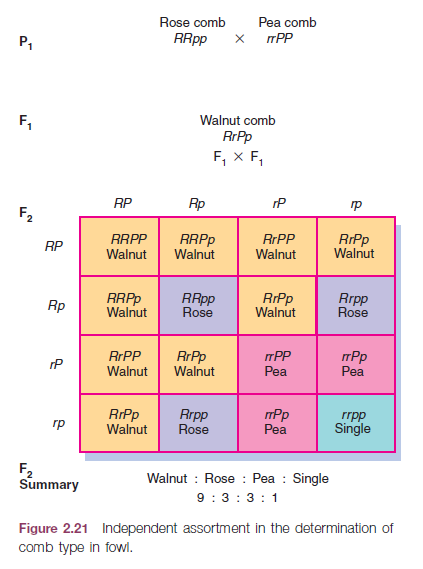 Rose comb Pea comb
P1 RRpp × rrPP
F1 Walnut comb
RrPp
F1 × F1
F2 RP Rp rP rp
RP RRPP RRPp RrPP RrPp
Walnut Walnut Walnut Walnut
Rp RRPp RRpp RrPp Rrpp
Walnut Rose Walnut Rose
rP RrPP RrPp rrPP rrPp
Walnut Walnut Pea Pea
rp RrPp Rrpp rrPp rrpp
Walnut Rose Pea Single
F2
Summary Walnut : Rose : Pea : Single
9 : 3 : 3 : 1
Figure 2.21 Independent assortment in the determination of
comb type in fowl.